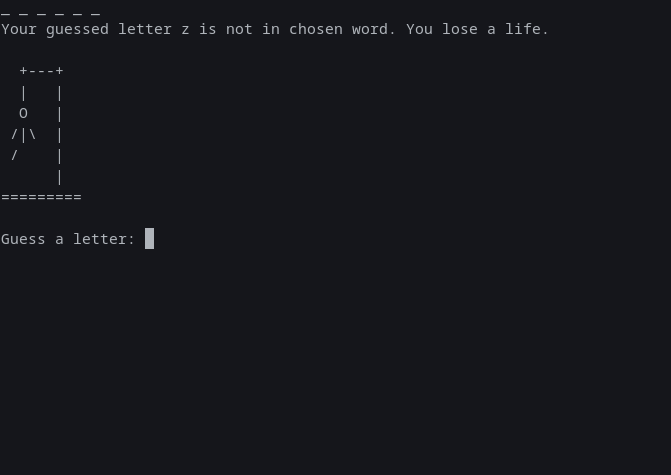 _ _ _ _ _ _
Your guessed letter z is not in chosen word. You lose a life.
  +---+
  |   |
  O   |
 /|\  |
 /    |
      |
=========
Guess a letter: